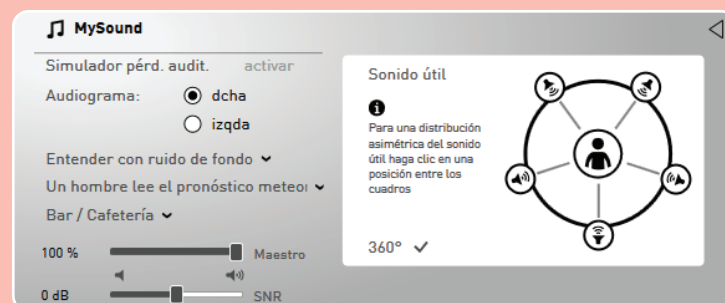 MySound
Simulador pérd. audit. activar
Audiograma: dcha
izqda
Entender con ruido de fondo
Un hombre lee el pronóstico meteor
Bar / Cafetería
100 % Maestro
0 dB SNR
Sonido útil
Para una distribución
asimétrica del sonido
útil haga clic en una
posición entre los
cuadros
360°